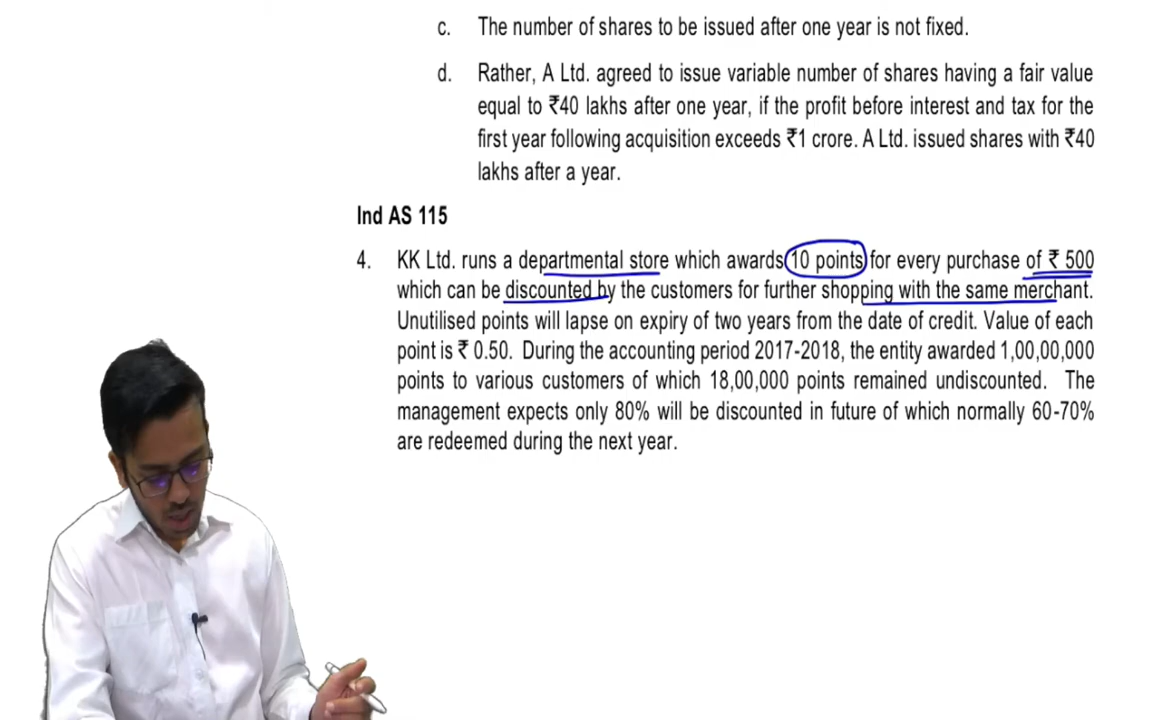 c. The number of shares to be issued after one year is not fixed.
d. Rather, A Ltd. agreed to issue variable number of shares having a fair value
equal to ₹40 lakhs after one year, if the profit before interest and tax for the
first year following acquisition exceeds ₹1 crore. A Ltd. issued shares with ₹40
lakhs after a year.
Ind AS 115
4. KK Ltd. runs a departmental store which awards 10 points for every purchase of ₹ 500
which can be discounted by the customers for further shopping with the same merchant.
Unutilised points will lapse on expiry of two years from the date of credit. Value of each
point is ₹ 0.50. During the accounting period 2017-2018, the entity awarded 1,00,00,000
points to various customers of which 18,00,000 points remained undiscounted. The
management expects only 80% will be discounted in future of which normally 60-70%
are redeemed during the next year.